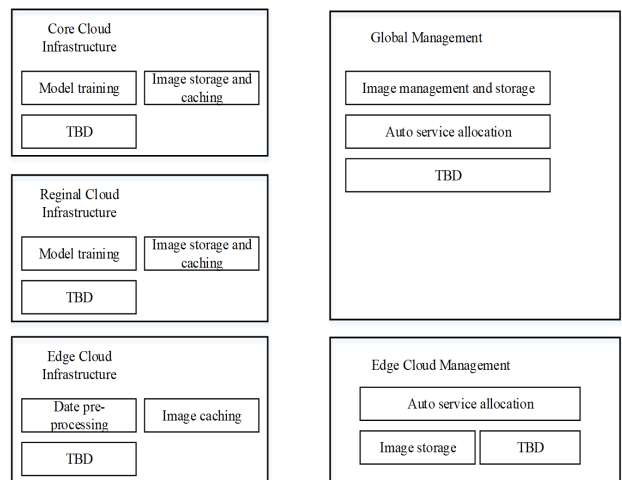 Core Cloud
Infrastructure
Model training
Image storage and
caching
TBD
Reginal Cloud
Infrastructure
Model training
Image storage and
caching
TBD
Edge Cloud
Infrastructure
Date pre-
processing
Image caching
TBD
Global Management
Image management and storage
Auto service allocation
TBD
Edge Cloud Management
Auto service allocation
Image storage
TBD